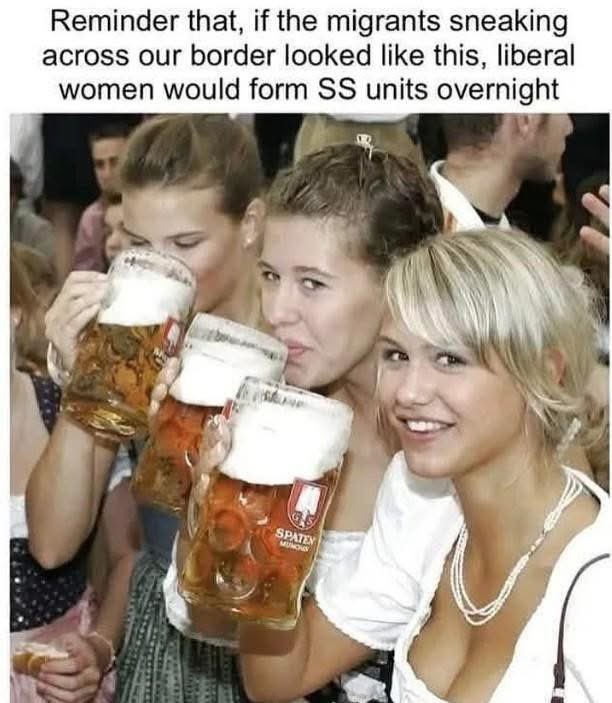 Reminder that, if the migrants sneaking
across our border looked like this, liberal
women would form SS units overnight
SPATEN
MÜNCHEN